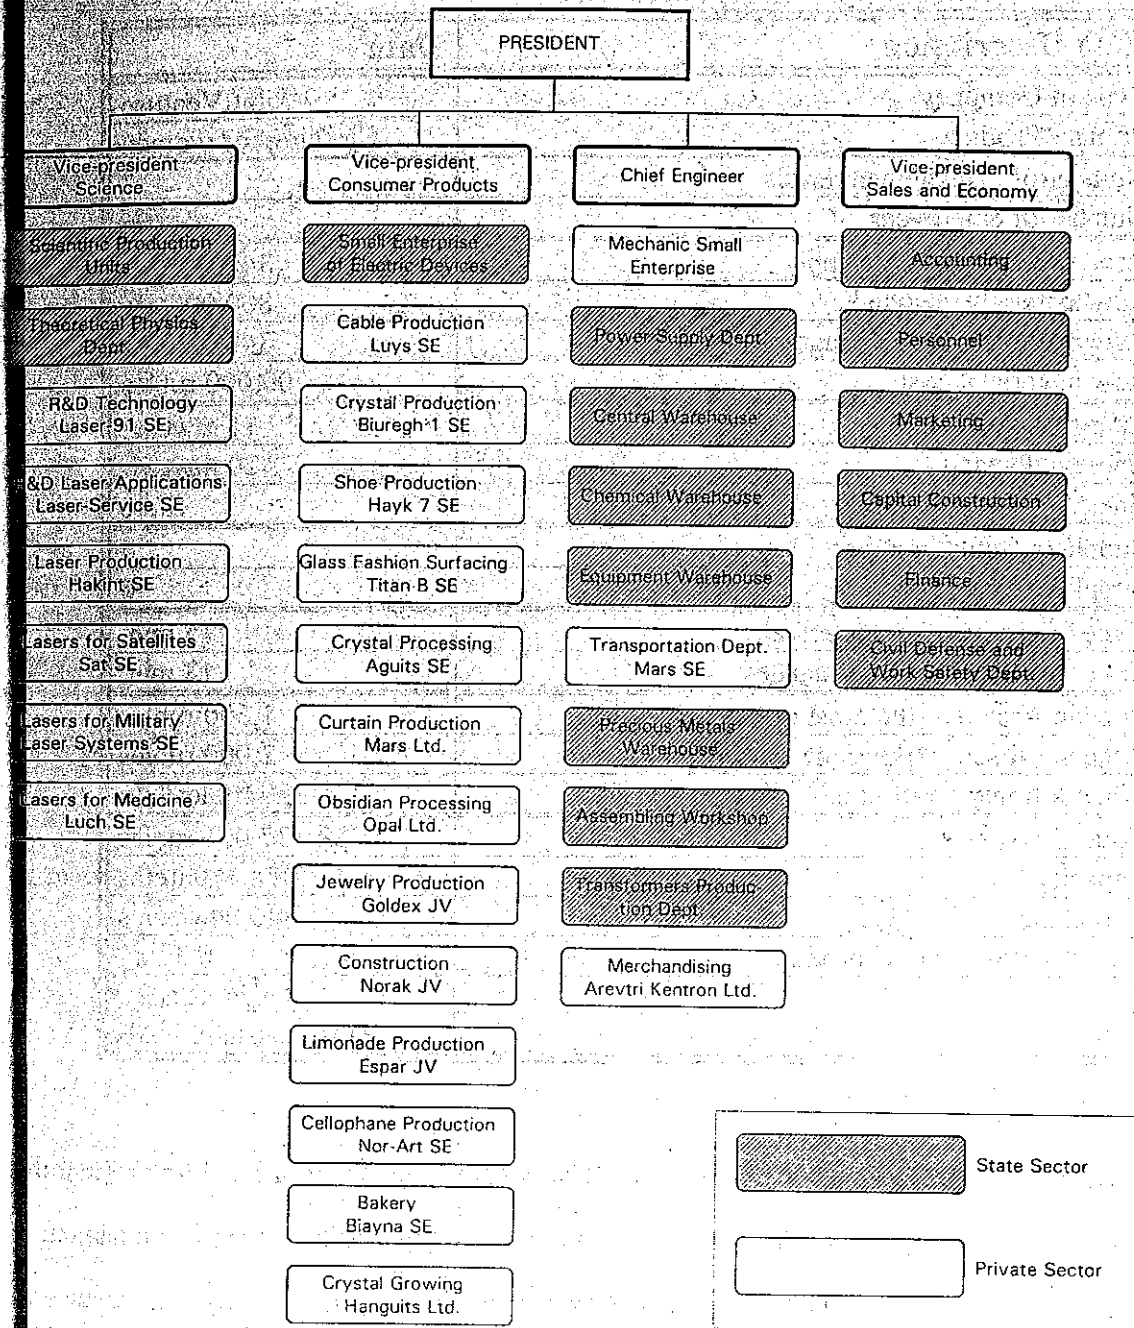 PRESIDENT
Vice-president
Science
Scientific Production
Units
Theoretical Physics
Dept.
R&D Technology
Laser-91 SE
&D Laser Applications
Laser-Service SE
Laser Production
Hakint SE
Lasers for Satellites
Sat SE
Lasers for Military
Laser Systems SE
Lasers for Medicine
Luch SE
Vice-president
Consumer Products
Small Enterprise
of Electric Devices
Cable Production
Luys SE
Crystal Production
Biuregh-1 SE
Shoe Production
Hayk 7 SE
Glass Fashion Surfacing
Titan B SE
Crystal Processing
Aguits SE
Curtain Production
Mars Ltd.
Obsidian Processing
Opal Ltd.
Jewelry Production
Goldex JV
Construction
Norak JV
Limonade Production
Espar JV
Cellophane Production
Nor-Art SE
Bakery
Biayna SE
Crystal Growing
Hanguits Ltd.
Chief Engineer
Mechanic Small
Enterprise
Power Supply Dept.
Central Warehouse
Chemical Warehouse
Equipment Warehouse
Transportation Dept.
Mars SE
Precious Metals
Warehouse
Assembling Workshop
Transformers Produc-
tion Dept.
Merchandising
Arevtri Kentron Ltd.
Vice-president
Sales and Economy
Accounting
Personnel
Marketing
Capital Construction
Finance
Civil Defense and
Work Safety Dept.
State Sector
Private Sector